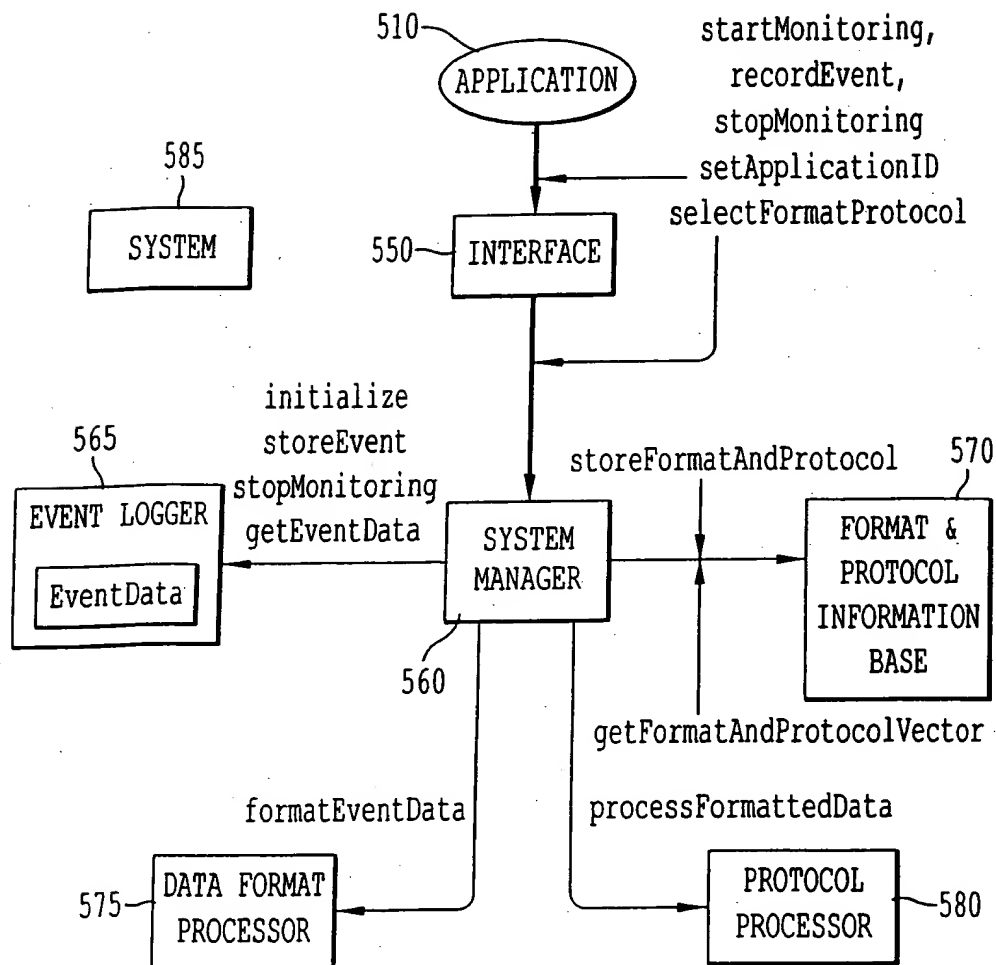 510
APPLICATION
startMonitoring,
recordEvent,
stopMonitoring
setApplicationID
selectFormatProtocol
585
SYSTEM
550
INTERFACE
initialize
storeEvent
stopMonitoring
getEventData
565
EVENT LOGGER
EventData
storeFormatAndProtocol
570
SYSTEM
MANAGER
560
FORMAT &
PROTOCOL
INFORMATION
BASE
getFormatAndProtocolVector
formatEventData
processFormattedData
575
DATA FORMAT
PROCESSOR
PROTOCOL
PROCESSOR
580